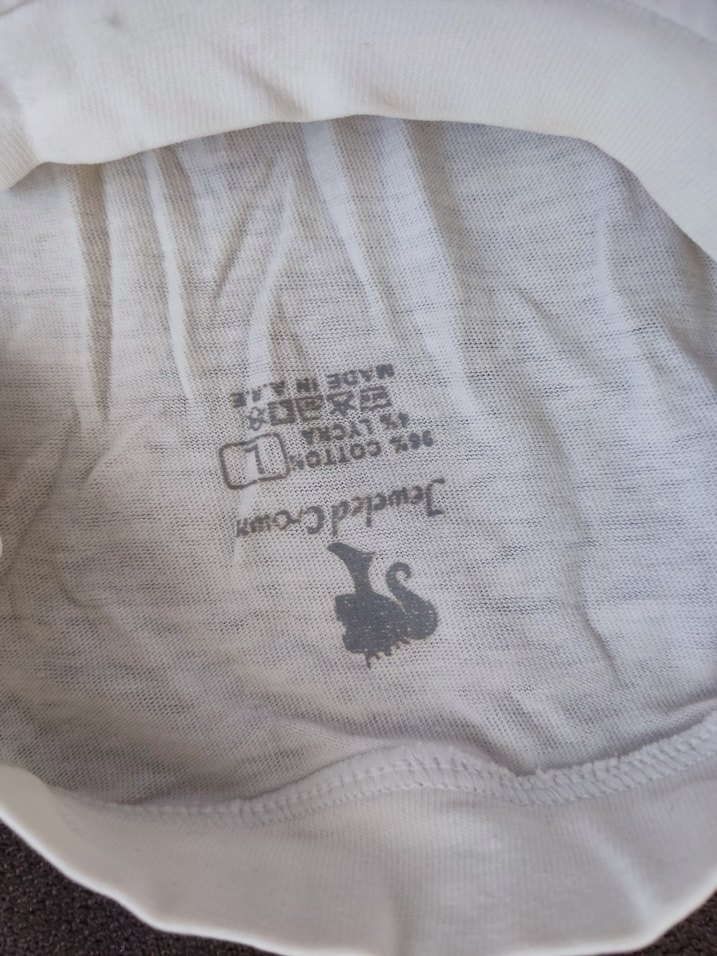 Jeweled Crown
96% COTTON
4% LYCRA
L
MADE IN A.R.E